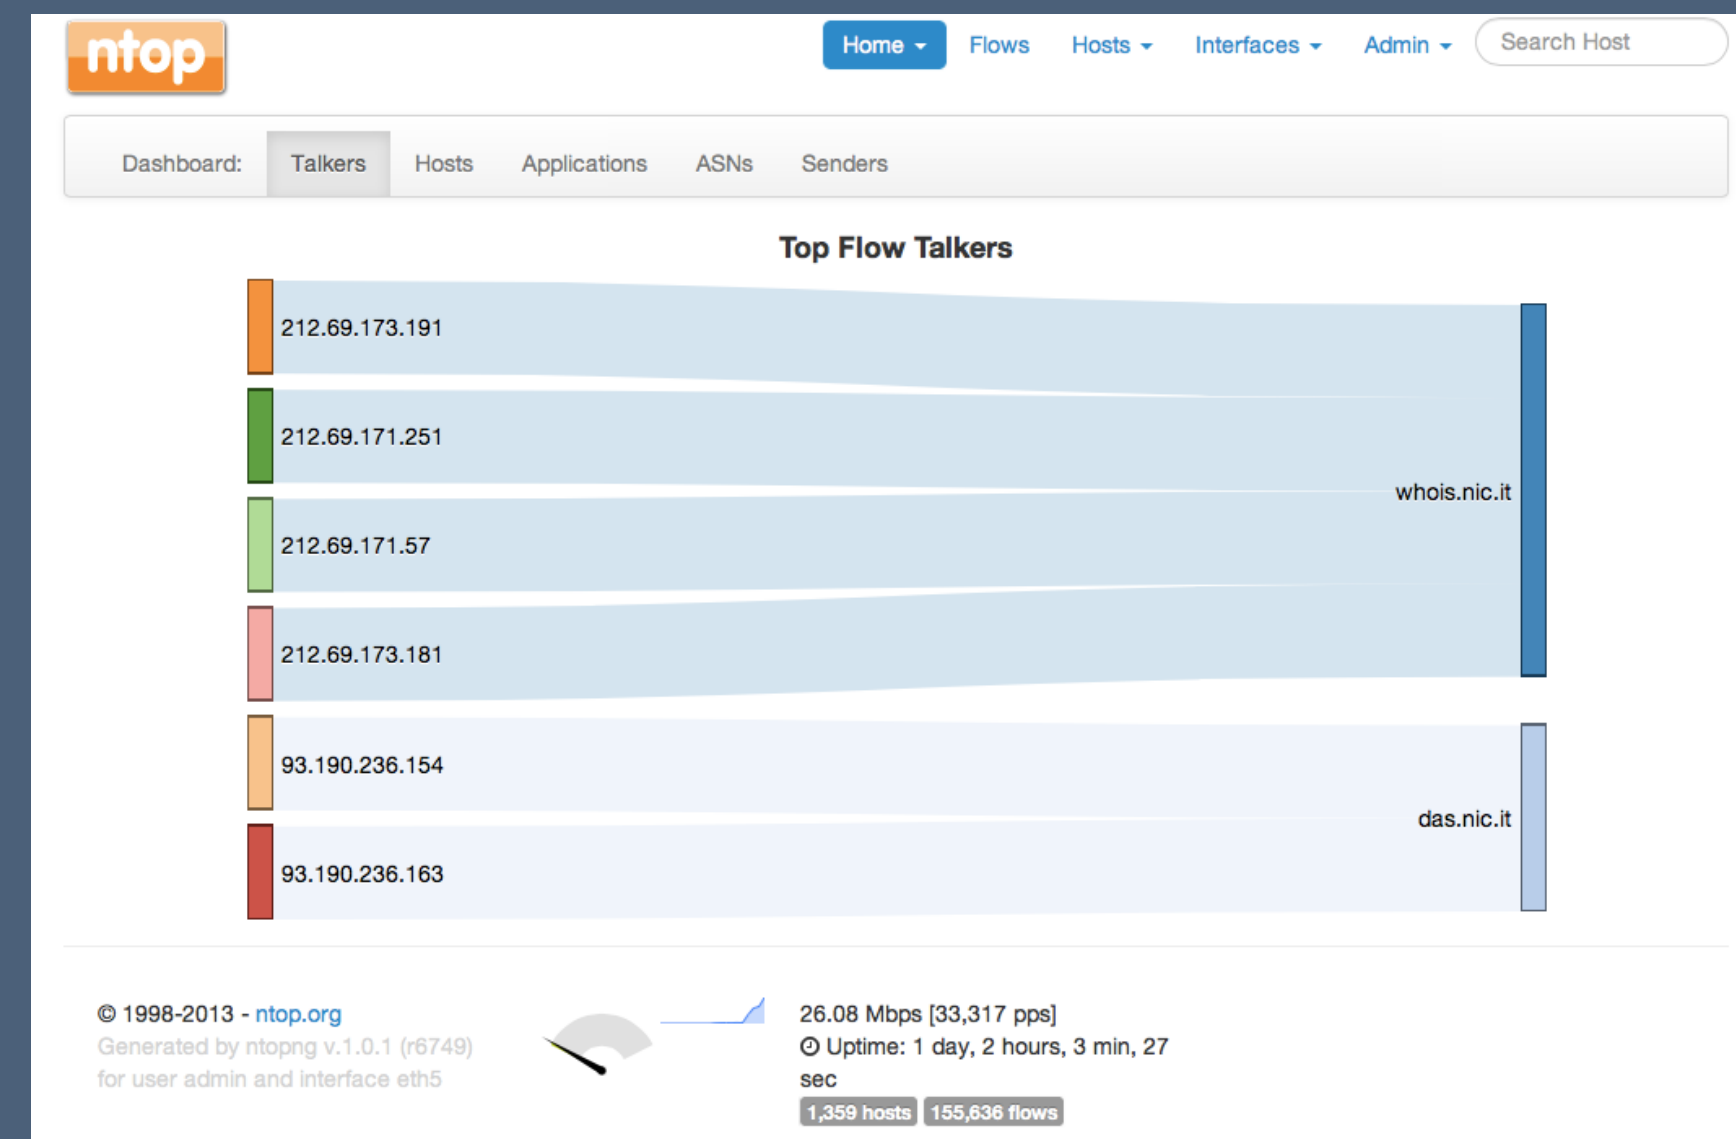 ntop
Home Flows Hosts Interfaces Admin Search Host
Dashboard: Talkers Hosts Applications ASNs Senders
Top Flow Talkers
212.69.173.191
212.69.171.251
whois.nic.it
212.69.171.57
212.69.173.181
93.190.236.154
das.nic.it
93.190.236.163
© 1998-2013 - ntop.org
Generated by ntopng v.1.0.1 (r6749)
for user admin and interface eth5
26.08 Mbps [33,317 pps]
Uptime: 1 day, 2 hours, 3 min, 27
sec
1,359 hosts 155,636 flows